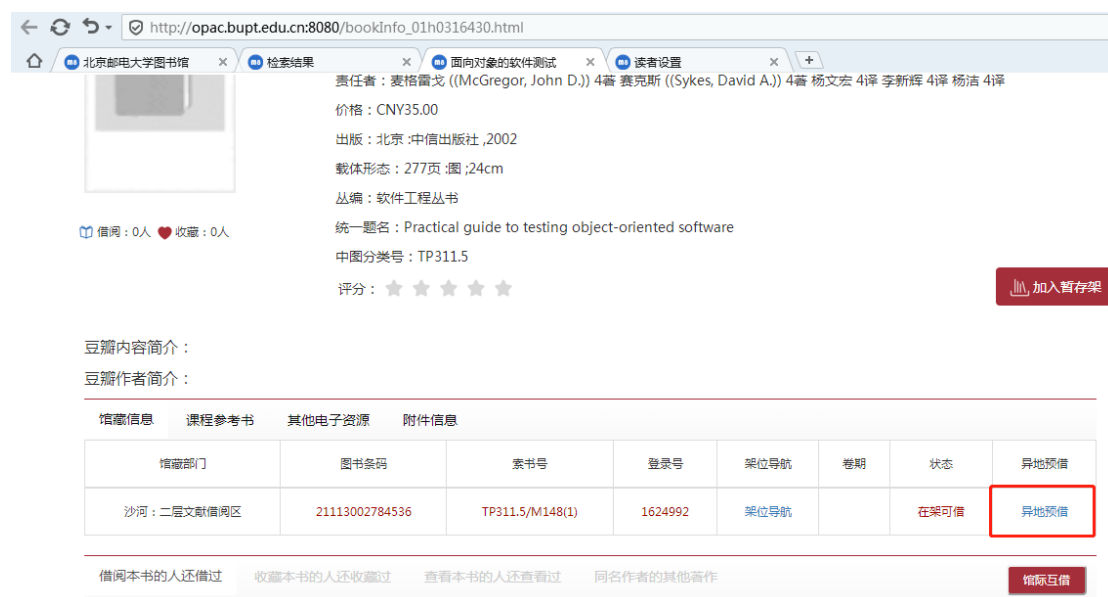 http://opac.bupt.edu.cn:8080/bookInfo_01h0316430.html
北京邮电大学图书馆 × 检索结果 × 面向对象的软件测试 × 读者设置 × +
责任者：麦格雷戈 ((McGregor, John D.)) 4著 赛克斯 ((Sykes, David A.)) 4著 杨文宏 4译 李新辉 4译 杨洁 4译
价格：CNY35.00
出版：北京 :中信出版社 ,2002
载体形态：277页 :图 ;24cm
丛编：软件工程丛书
借阅：0人 收藏：0人
统一题名：Practical guide to testing object-oriented software
中图分类号：TP311.5
评分：
加入暂存架
豆瓣内容简介：
豆瓣作者简介：
馆藏信息 课程参考书 其他电子资源 附件信息
馆藏部门 图书条码 索书号 登录号 架位导航 卷期 状态 异地预借
沙河：二层文献借阅区 21113002784536 TP311.5/M148(1) 1624992 架位导航 在架可借 异地预借
借阅本书的人还借过 收藏本书的人还收藏过 查看本书的人还查看过 同名作者的其他著作 馆际互借